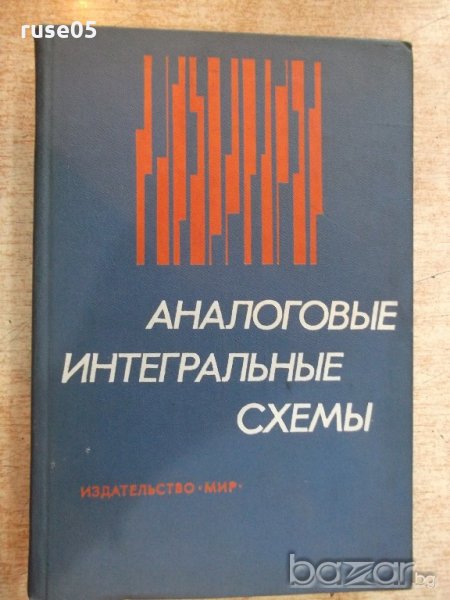 ruse05
АНАЛОГОВЫЕ
ИНТЕГРАЛЬНЫЕ
СХЕМЫ
ИЗДАТЕЛЬСТВО «МИР»
bazar.bg